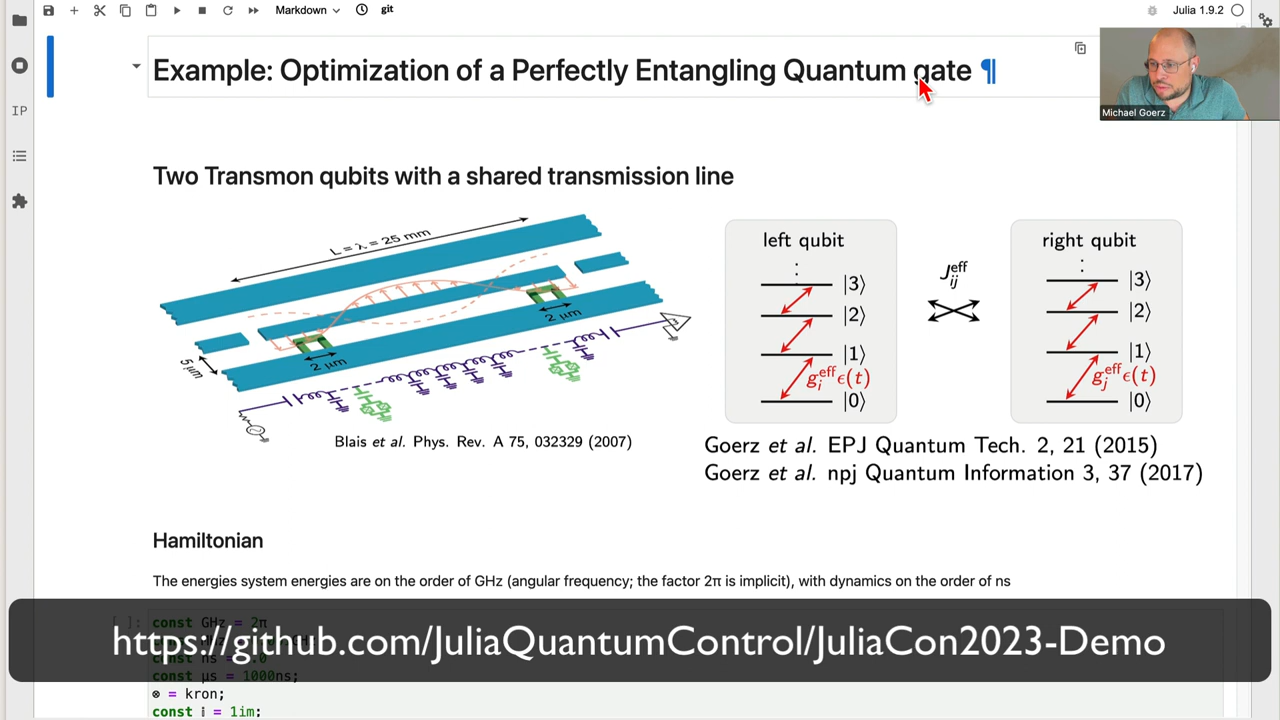 Markdown
git
Julia 1.9.2
Example: Optimization of a Perfectly Entangling Quantum gate ¶
Michael Goerz
IP
Two Transmon qubits with a shared transmission line
L = λ = 25 mm
5 μm
2 μm
2 μm
left qubit
⋮
|3⟩
|2⟩
|1⟩
g_i^eff ϵ(t)
|0⟩
J_ij^eff
right qubit
⋮
|3⟩
|2⟩
|1⟩
g_j^eff ϵ(t)
|0⟩
Blais et al. Phys. Rev. A 75, 032329 (2007)
Goerz et al. EPJ Quantum Tech. 2, 21 (2015)
Goerz et al. npj Quantum Information 3, 37 (2017)
Hamiltonian
The energies system energies are on the order of GHz (angular frequency; the factor 2π is implicit), with dynamics on the order of ns
[ ]: const GHz = 2π
https://github.com/JuliaQuantumControl/JuliaCon2023-Demo
const μs = 1000ns;
⊗ = kron;
const 𝕚 = 1im;